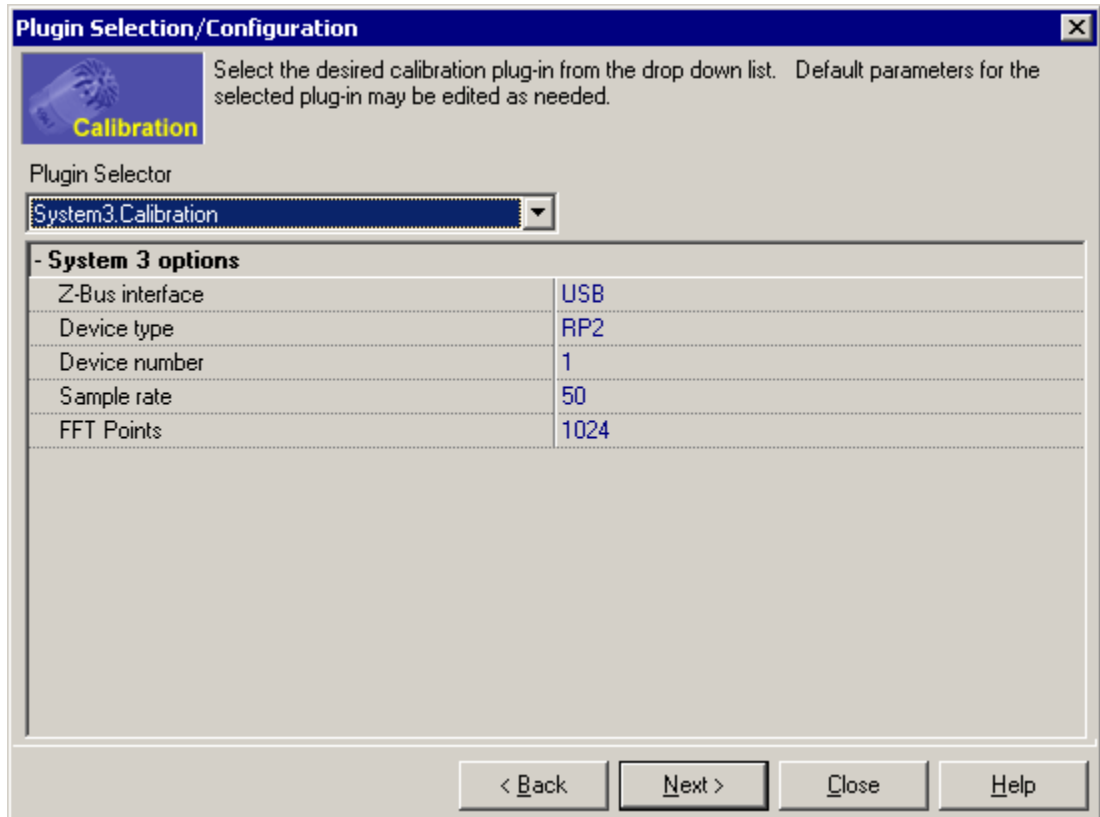 Plugin Selection/Configuration
Select the desired calibration plug-in from the drop down list. Default parameters for the
selected plug-in may be edited as needed.
Calibration
Plugin Selector
System3.Calibration
- System 3 options
Z-Bus interface USB
Device type RP2
Device number 1
Sample rate 50
FFT Points 1024
< Back Next > Close Help